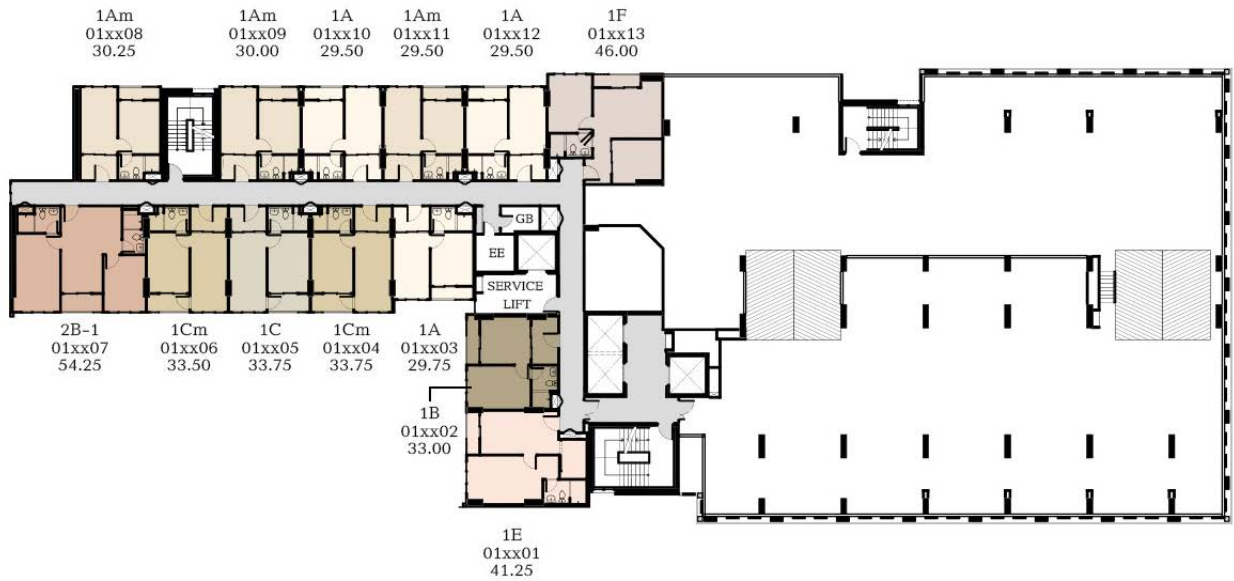 1Am
01xx08
30.25
1Am
01xx09
30.00
1A
01xx10
29.50
1Am
01xx11
29.50
1A
01xx12
29.50
1F
01xx13
46.00
GB
EE
SERVICE
LIFT
2B-1
01xx07
54.25
1Cm
01xx06
33.50
1C
01xx05
33.75
1Cm
01xx04
33.75
1A
01xx03
29.75
1B
01xx02
33.00
1E
01xx01
41.25